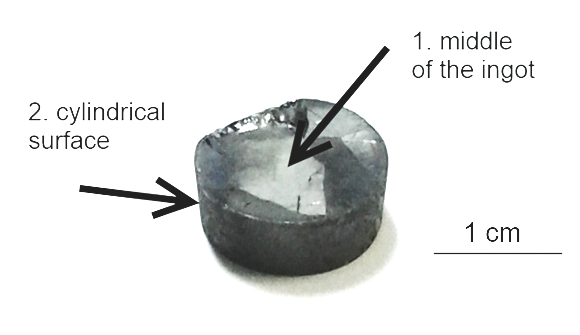 1. middle
of the ingot
2. cylindrical
surface
1 cm